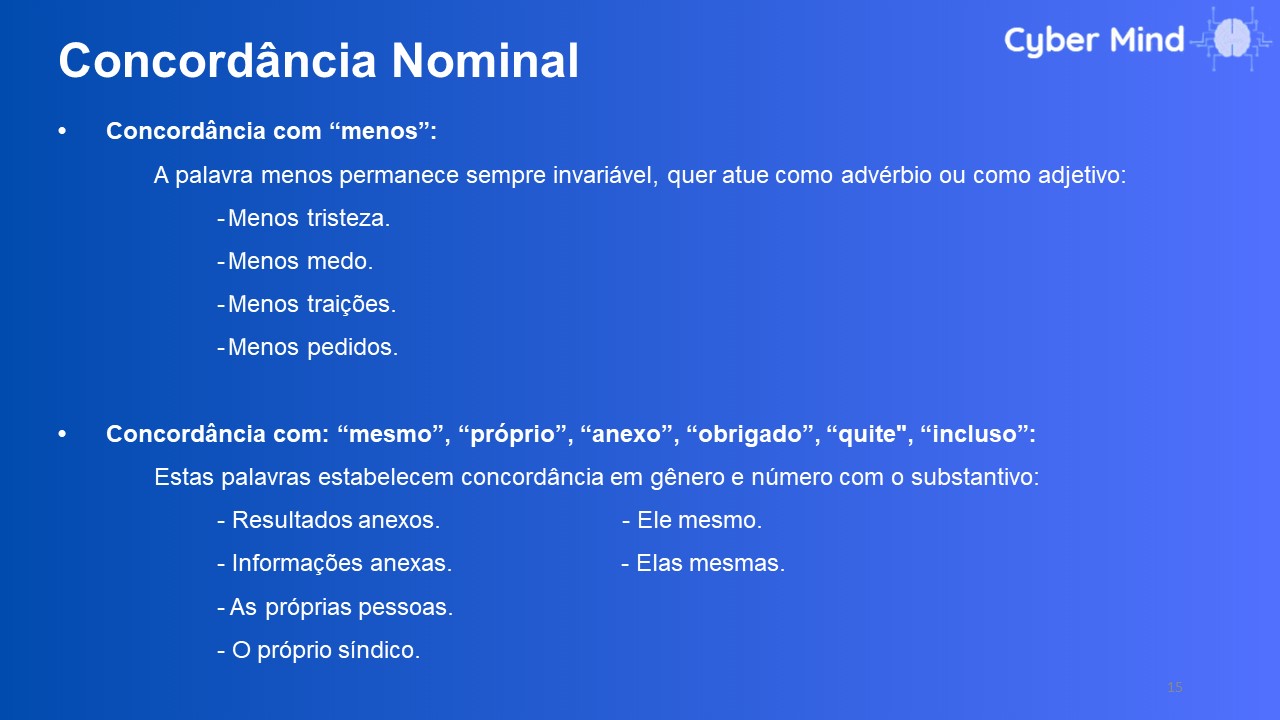 Concordância Nominal
Cyber Mind
• Concordância com “menos”:
A palavra menos permanece sempre invariável, quer atue como advérbio ou como adjetivo:
- Menos tristeza.
- Menos medo.
- Menos traições.
- Menos pedidos.
• Concordância com: “mesmo”, “próprio”, “anexo”, “obrigado”, “quite", “incluso”:
Estas palavras estabelecem concordância em gênero e número com o substantivo:
- Resultados anexos. - Ele mesmo.
- Informações anexas. - Elas mesmas.
- As próprias pessoas.
- O próprio síndico.
15